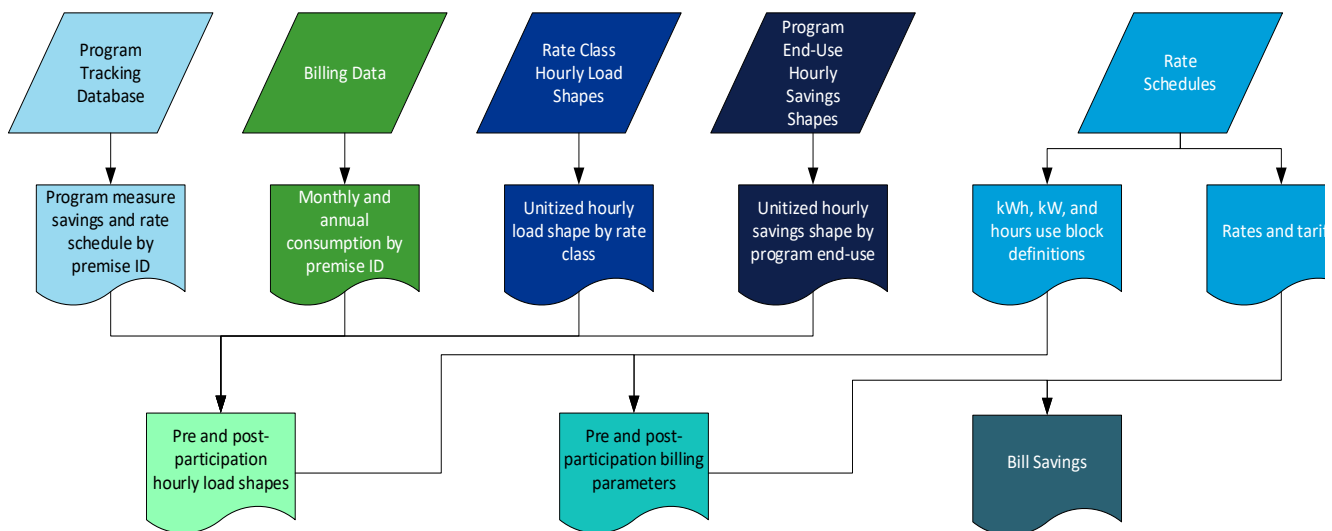 Program
Tracking
Database
Billing Data
Rate Class
Hourly Load
Shapes
Program
End-Use
Hourly
Savings
Shapes
Rate
Schedules
Program measure
savings and rate
schedule by
premise ID
Monthly and
annual
consumption by
premise ID
Unitized hourly
load shape by rate
class
Unitized hourly
savings shape by
program end-use
kWh, kW, and
hours use block
definitions
Rates and tarif
Pre and post-
participation
hourly load shapes
Pre and post-
participation billing
parameters
Bill Savings